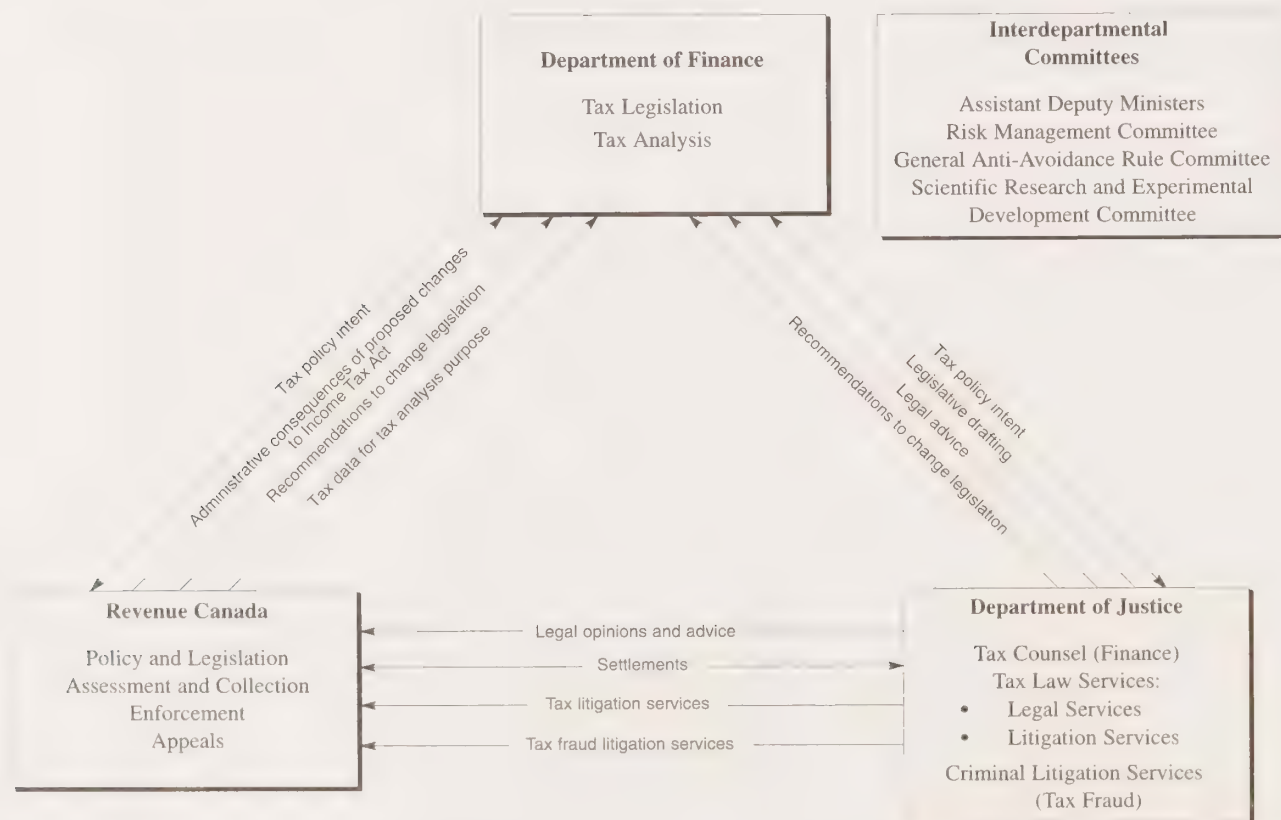 Department of Finance
Tax Legislation
Tax Analysis
Interdepartmental
Committees
Assistant Deputy Ministers
Risk Management Committee
General Anti-Avoidance Rule Committee
Scientific Research and Experimental
Development Committee
Tax policy intent
Administrative consequences of proposed changes
to Income Tax Act
Recommendations to change legislation
Tax data for tax analysis purpose
Tax policy intent
Legislative drafting
Legal advice
Recommendations to change legislation
Revenue Canada
Policy and Legislation
Assessment and Collection
Enforcement
Appeals
Legal opinions and advice
Settlements
Tax litigation services
Tax fraud litigation services
Department of Justice
Tax Counsel (Finance)
Tax Law Services:
• Legal Services
• Litigation Services
Criminal Litigation Services
(Tax Fraud)